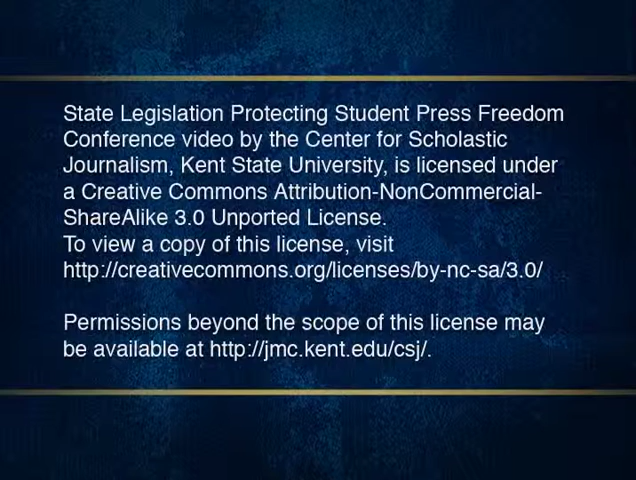 State Legislation Protecting Student Press Freedom
Conference video by the Center for Scholastic
Journalism, Kent State University, is licensed under
a Creative Commons Attribution-NonCommercial-
ShareAlike 3.0 Unported License.
To view a copy of this license, visit
http://creativecommons.org/licenses/by-nc-sa/3.0/
Permissions beyond the scope of this license may
be available at http://jmc.kent.edu/csj/.